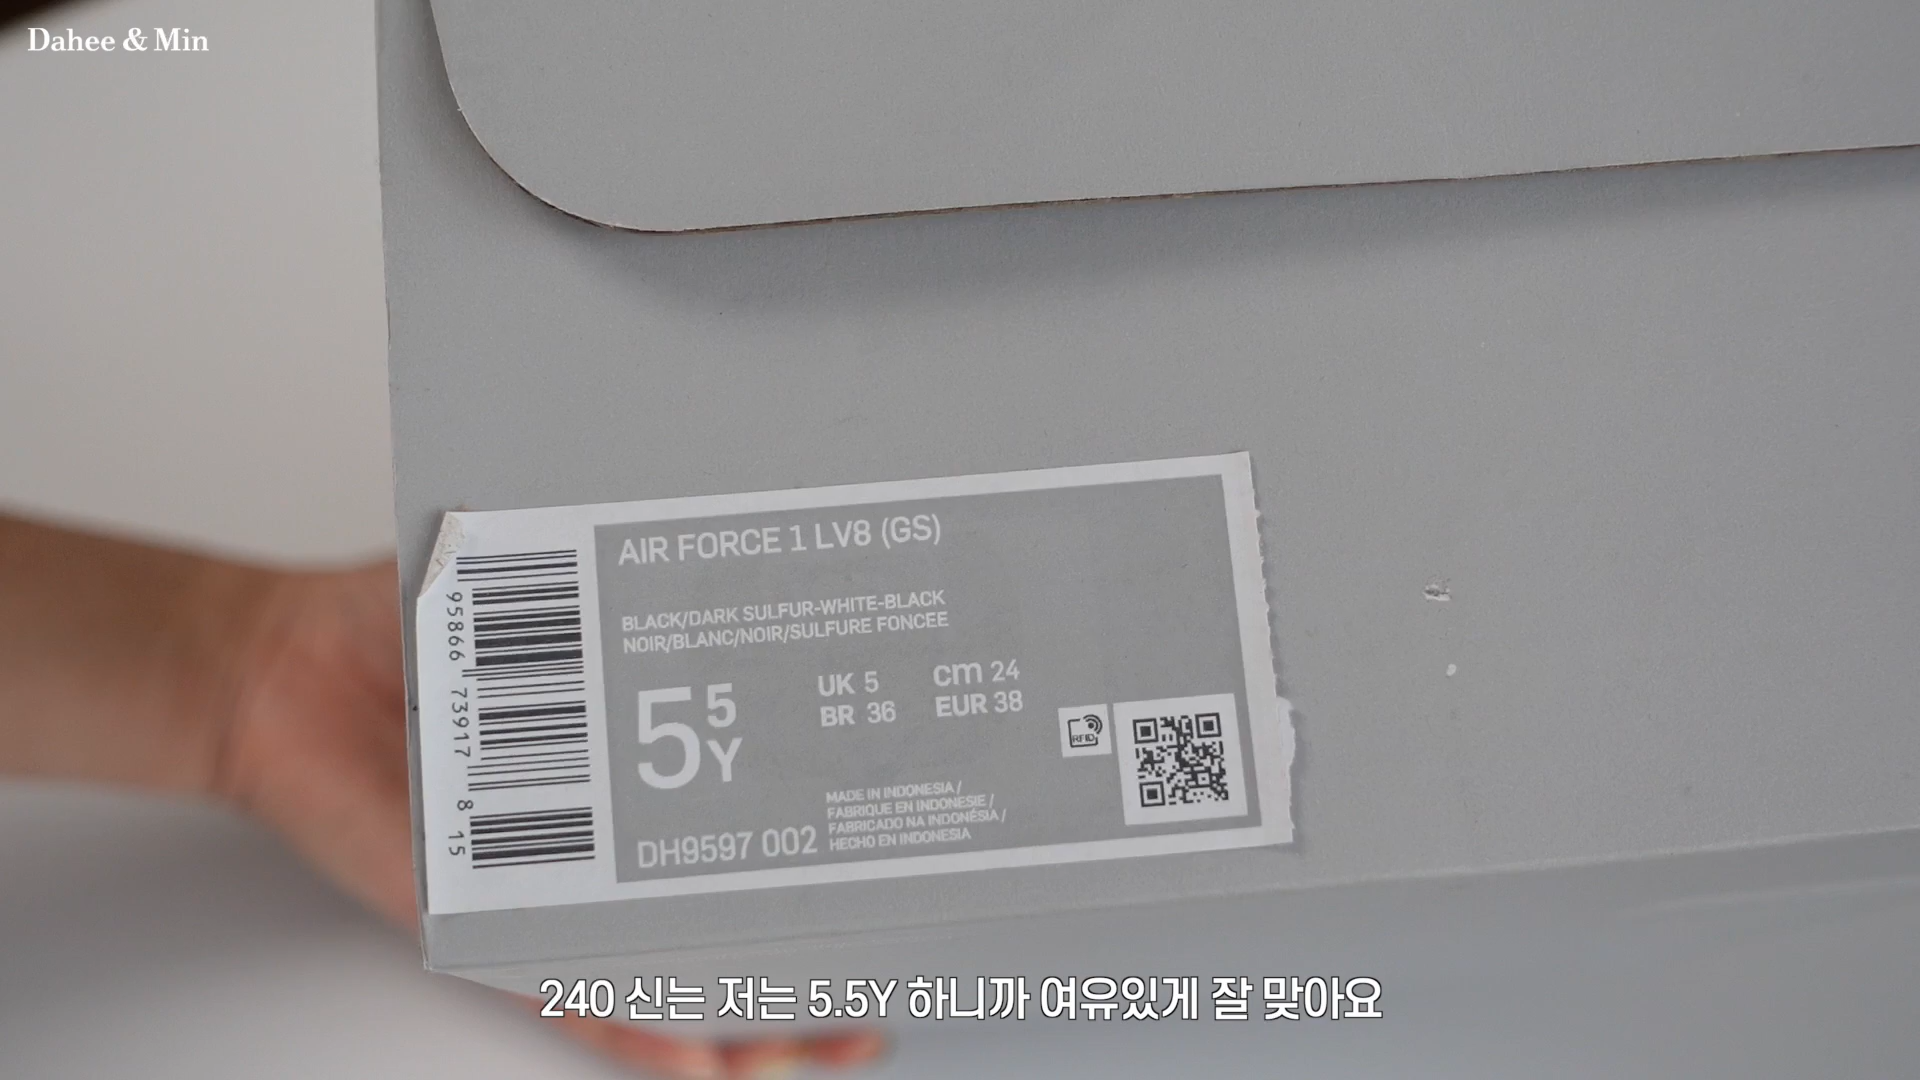 Dahee & Min
AIR FORCE 1 LV8 (GS)
BLACK/DARK SULFUR-WHITE-BLACK
NOIR/BLANC/NOIR/SULFURE FONCEE
5 5 Y
UK 5
cm 24
BR 36
EUR 38
RFID
MADE IN INDONESIA /
FABRIQUE EN INDONESIE /
FABRICADO NA INDONÉSIA /
HECHO EN INDONESIA
DH9597 002
95866 73917 8 15
240 신는 저는 5.5Y 하니까 여유있게 잘 맞아요